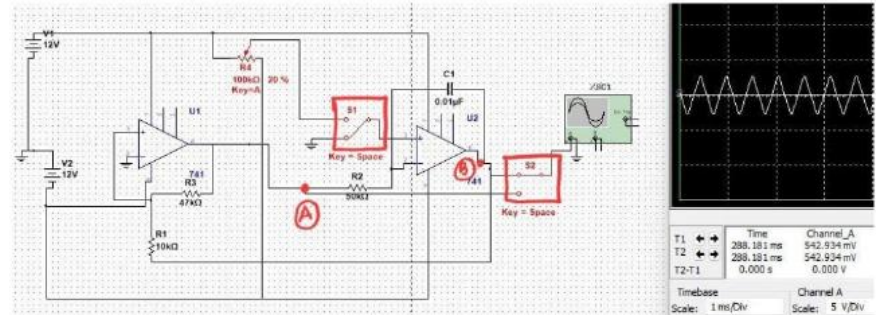 V1
12V
V2
12V
U1
741
R3
47kΩ
R1
10kΩ
R4
100kΩ 20 %
Key=A
S1
Key = Space
C1
0.01µF
U2
741
R2
50kΩ
A
B
S2
Key = Space
XSC1
Time Channel_A
T1 288.181 ms 542.934 mV
T2 288.181 ms 542.934 mV
T2-T1 0.000 s 0.000 V
Timebase Channel A
Scale: 1 ms/Div Scale: 5 V/Div